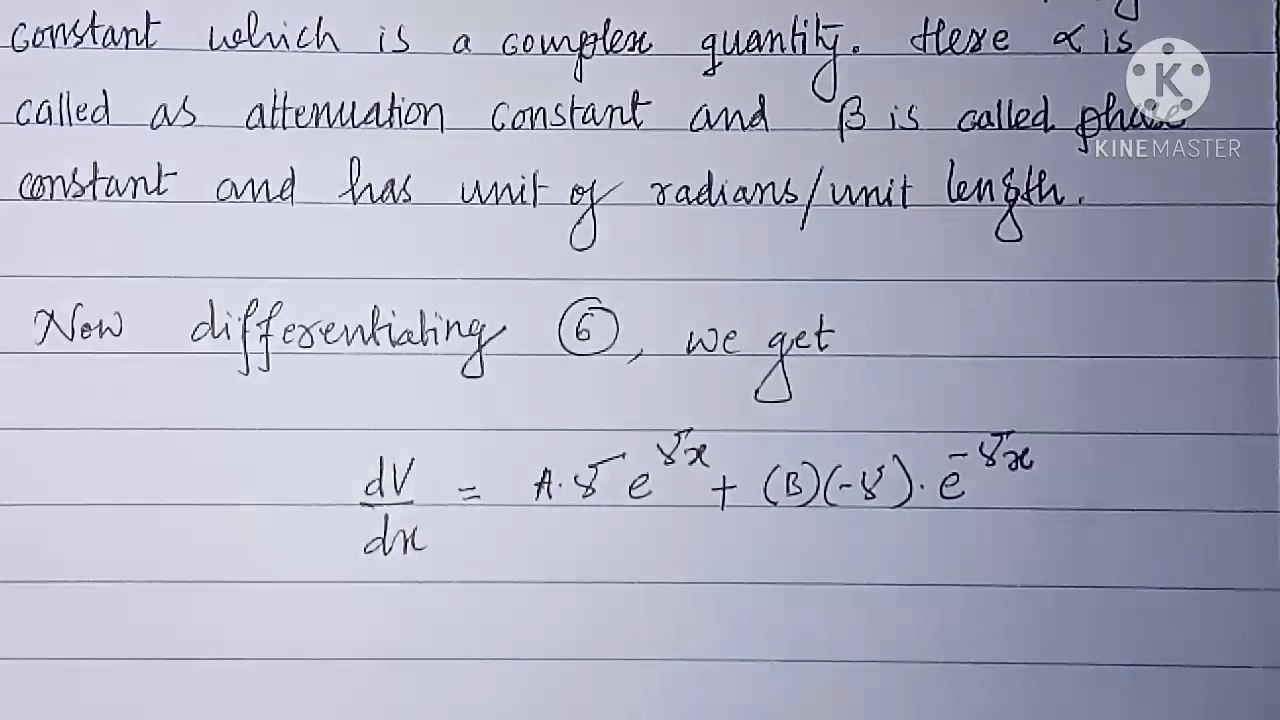 constant which is a complex quantity. Here ∝ is
called as attenuation constant and β is called phase
constant and has unit of radians/unit length.
Now differentiating ⑥, we get
dV/dx = A.γ e^γx + (B)(-γ). e^-γx
K
KINEMASTER